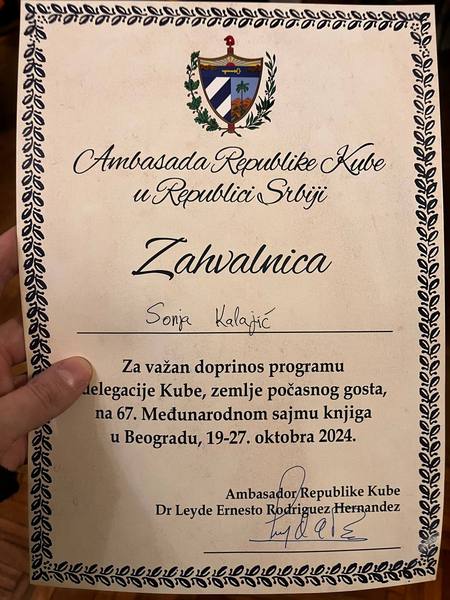 Ambasada Republike Kube
u Republici Srbiji
Zahvalnica
Sonja Kalajić
Za važan doprinos programu
delegacije Kube, zemlje počasnog gosta,
na 67. Međunarodnom sajmu knjiga
u Beogradu, 19-27. oktobra 2024.
Ambasador Republike Kube
Dr Leyde Ernesto Rodriguez Hernandez